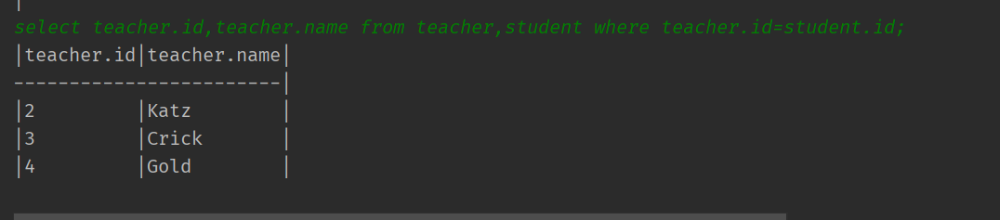 select teacher.id,teacher.name from teacher,student where teacher.id=student.id;
|teacher.id|teacher.name|
------------------------|
|2         |Katz        |
|3         |Crick       |
|4         |Gold        |